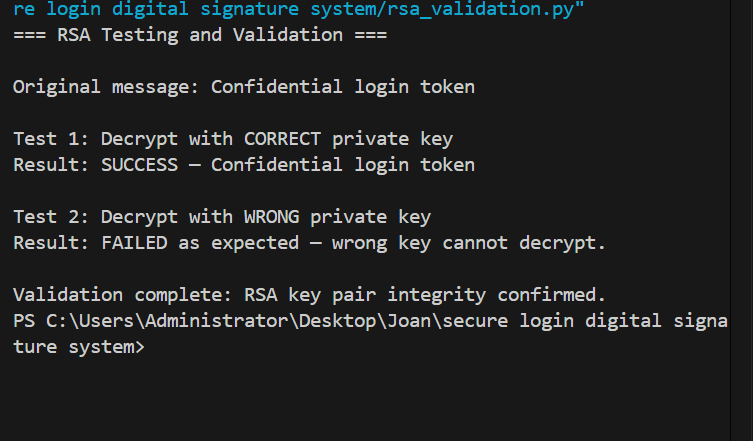 re login digital signature system/rsa_validation.py"
=== RSA Testing and Validation ===
Original message: Confidential login token
Test 1: Decrypt with CORRECT private key
Result: SUCCESS — Confidential login token
Test 2: Decrypt with WRONG private key
Result: FAILED as expected — wrong key cannot decrypt.
Validation complete: RSA key pair integrity confirmed.
PS C:\Users\Administrator\Desktop\Joan\secure login digital signa
ture system>